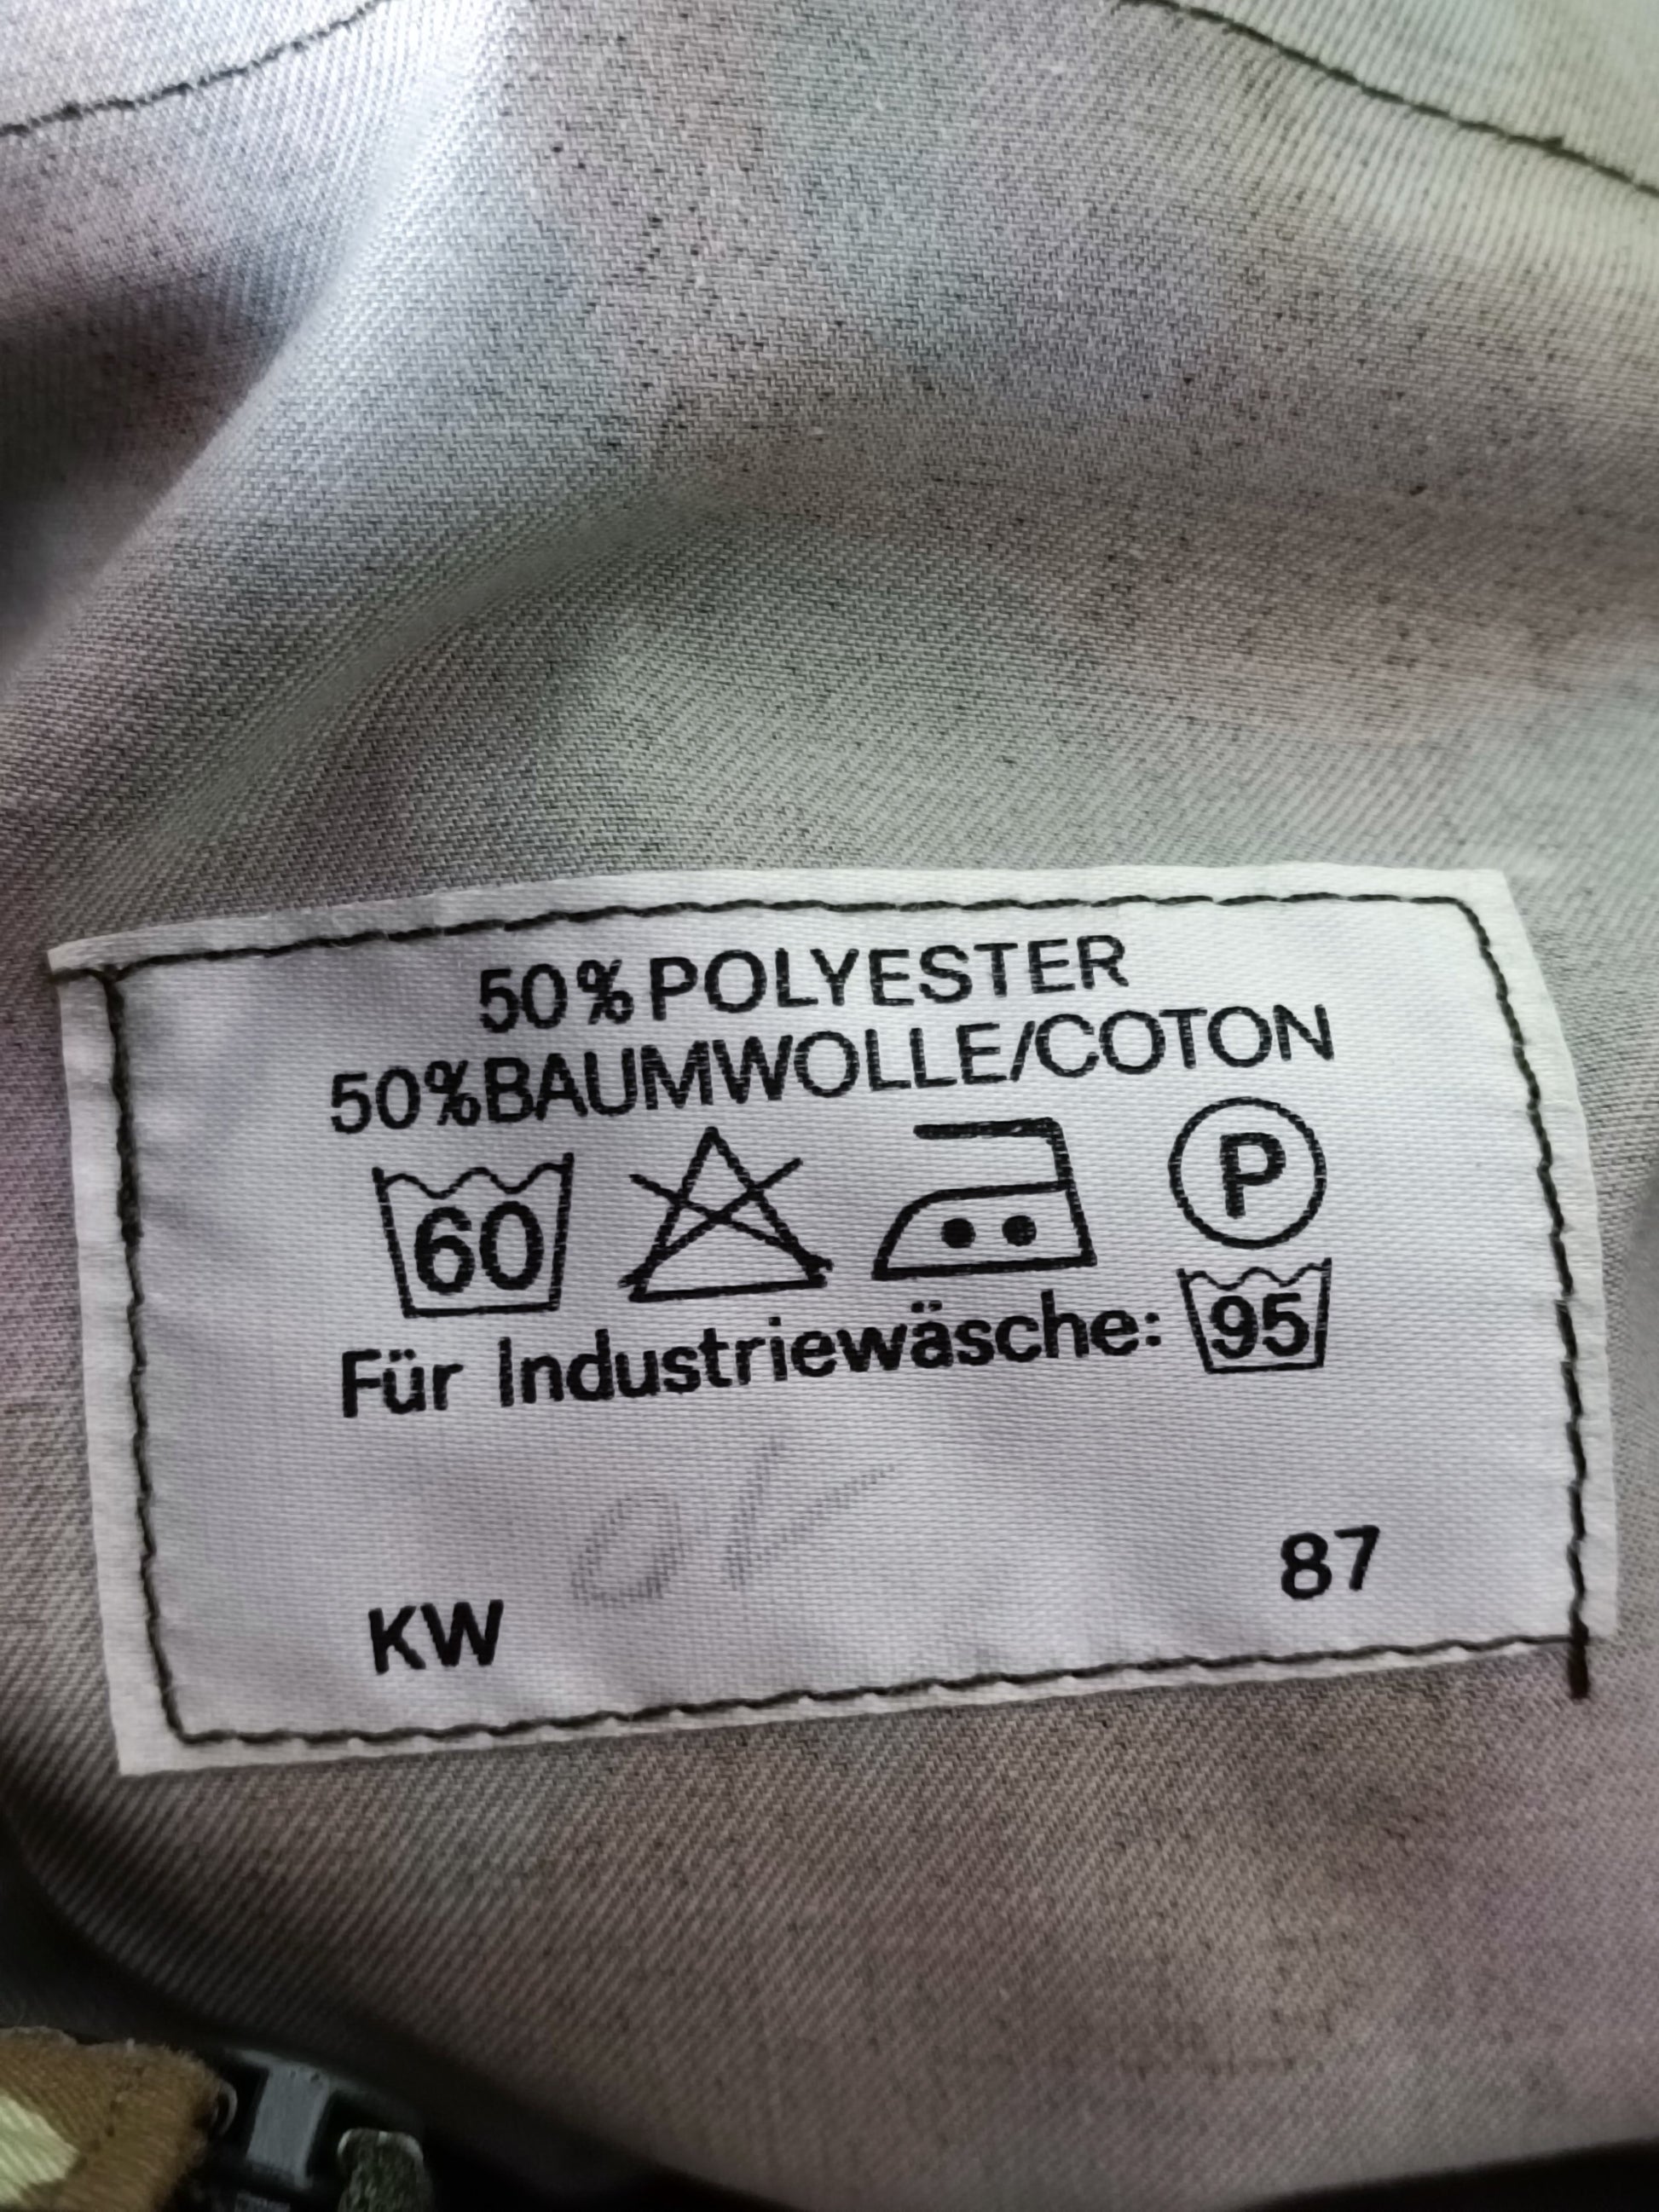 50% POLYESTER
50%BAUMWOLLE/COTON
60
P
Für Industriewäsche: 95
87
KW